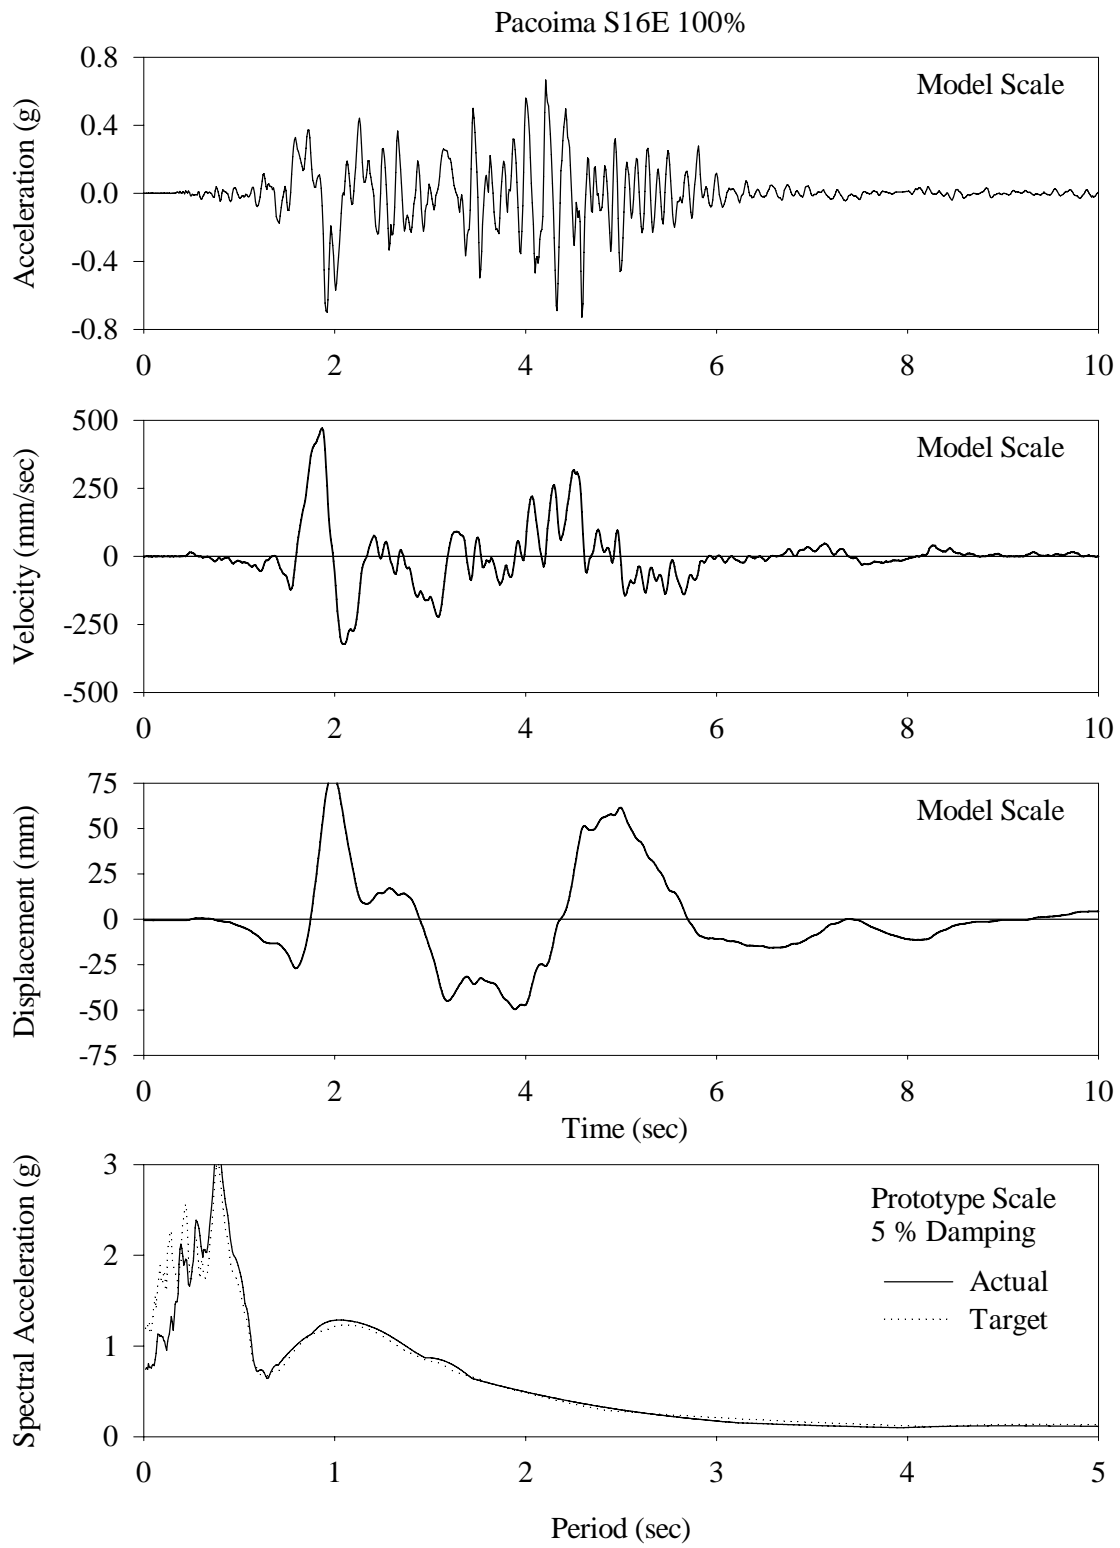 Pacoima S16E 100%
Acceleration (g)
0.8
0.4
0.0
-0.4
-0.8
Model Scale
0 2 4 6 8 10
Velocity (mm/sec)
500
250
0
-250
-500
Model Scale
0 2 4 6 8 10
Displacement (mm)
75
50
25
0
-25
-50
-75
Model Scale
0 2 4 6 8 10
Time (sec)
Spectral Acceleration (g)
3
2
1
0
Prototype Scale
5 % Damping
Actual
Target
0 1 2 3 4 5
Period (sec)